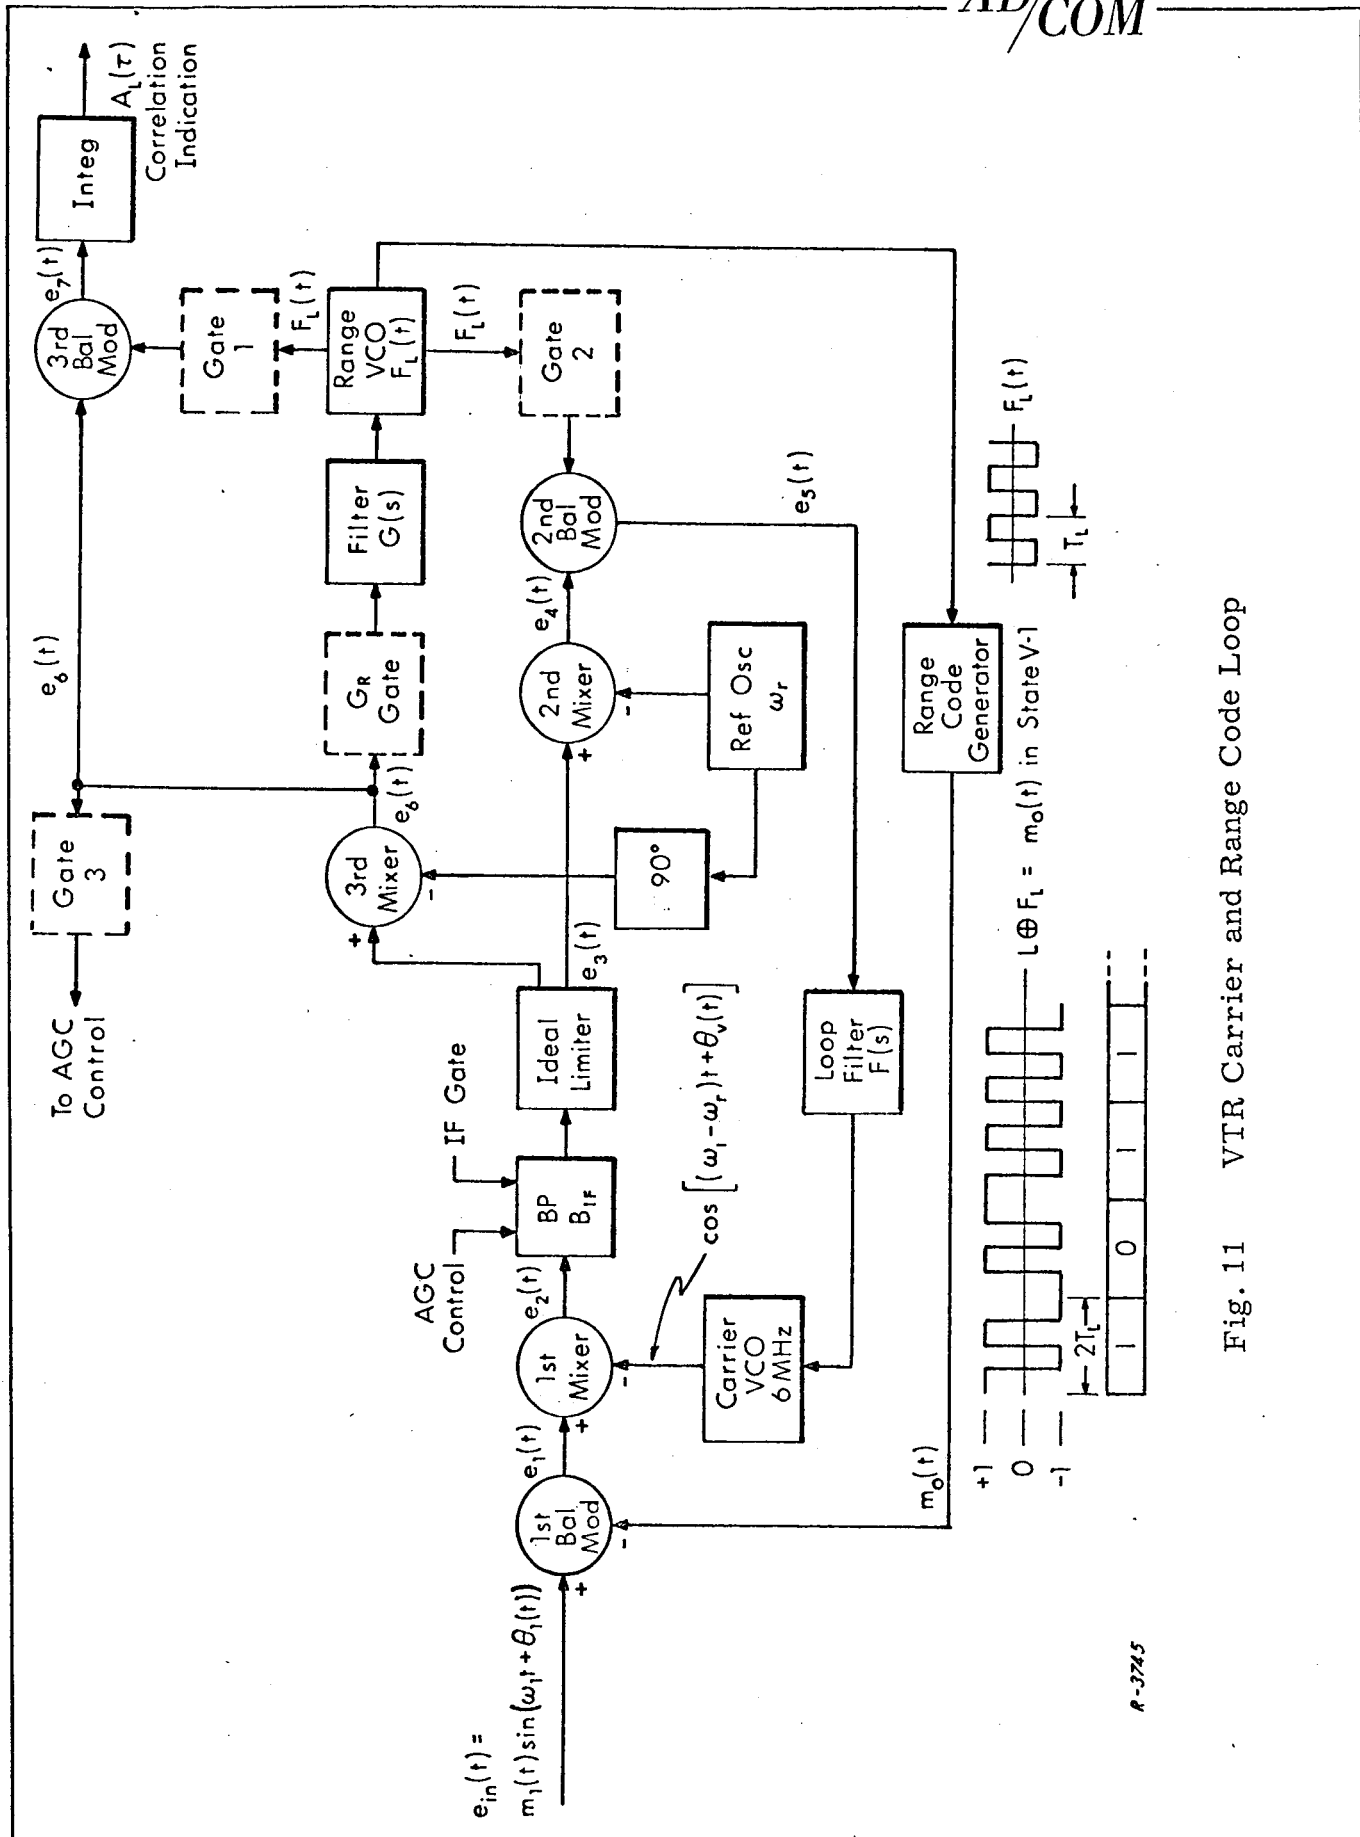 AD/COM
e_in(t) =
m_1(t) sin(ω_1t + θ_1(t))
+
1st
Bal
Mod
-
e_1(t)
+
1st
Mixer
-
e_2(t)
AGC
Control
IF Gate
BP
B_IF
Ideal
Limiter
e_3(t)
cos[(ω_1 - ω_r)t + θ_v(t)]
Carrier
VCO
6 MHz
Loop
Filter
F(s)
+
2nd
Mixer
-
e_4(t)
2nd
Bal
Mod
e_5(t)
Ref Osc
ω_r
90°
+
3rd
Mixer
-
e_6(t)
G_R
Gate
Filter
G(s)
Range
VCO
F_L(t)
F_L(t)
F_L(t)
Gate
1
Gate
2
Gate
3
To AGC
Control
e_6(t)
3rd
Bal
Mod
e_7(t)
Integ
A_L(τ)
Correlation
Indication
Range
Code
Generator
m_o(t)
+1
0
-1
L ⊕ F_L = m_o(t) in State V-1
F_L(t)
T_L
2T_L
1 0 1 1
Fig. 11 VTR Carrier and Range Code Loop
R-3745